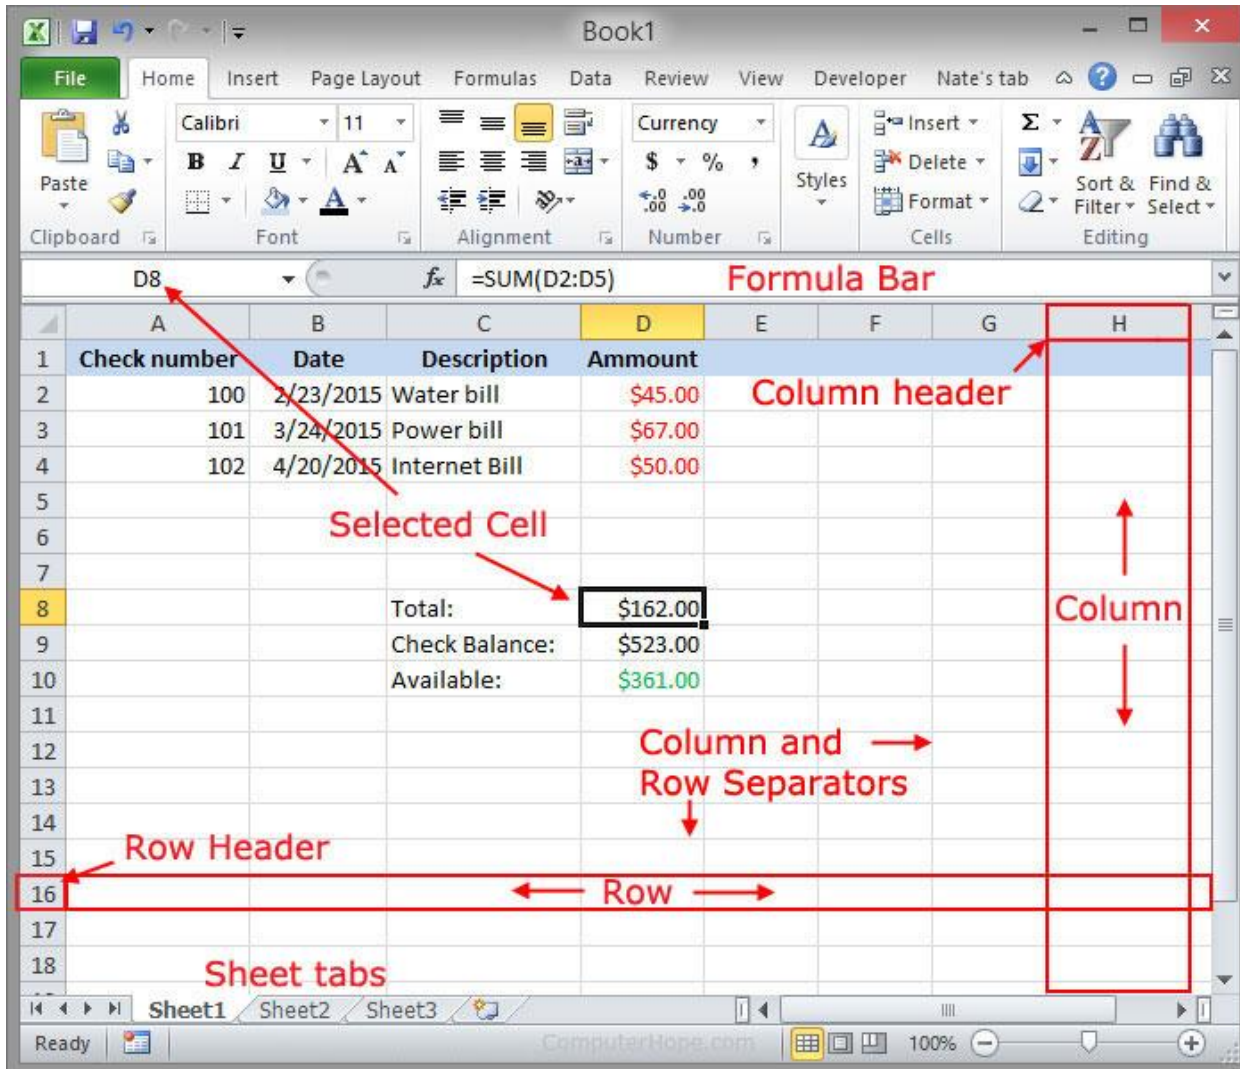 Book1
File Home Insert Page Layout Formulas Data Review View Developer Nate's tab
Calibri 11 Currency Insert Σ
Paste B I U A A $ % , Styles Delete Sort & Filter Find & Select
A .0 .00 .00 .0 Format
Clipboard Font Alignment Number Cells Editing
D8 fx =SUM(D2:D5) Formula Bar
A B C D E F G H
1 Check number Date Description Ammount
Column header
2 100 2/23/2015 Water bill $45.00
3 101 3/24/2015 Power bill $67.00
4 102 4/20/2015 Internet Bill $50.00
5
Selected Cell
6
7
8 Total: $162.00 Column
9 Check Balance: $523.00
10 Available: $361.00
11
12 Column and
13 Row Separators
14
15 Row Header
16 Row
17
18 Sheet tabs
Sheet1 Sheet2 Sheet3
Ready ComputerHope.com 100%